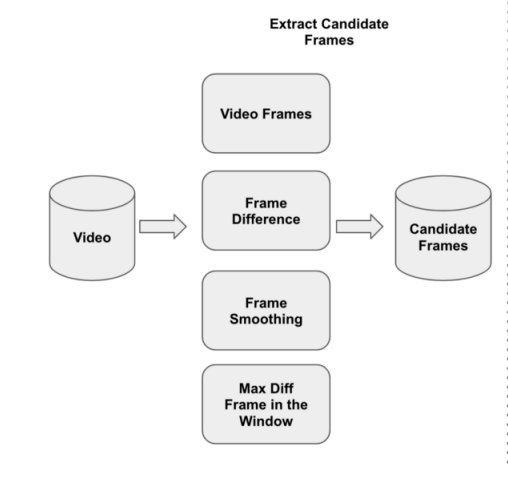 Extract Candidate
Frames
Video Frames
Video
Frame
Difference
Candidate
Frames
Frame
Smoothing
Max Diff
Frame in the
Window